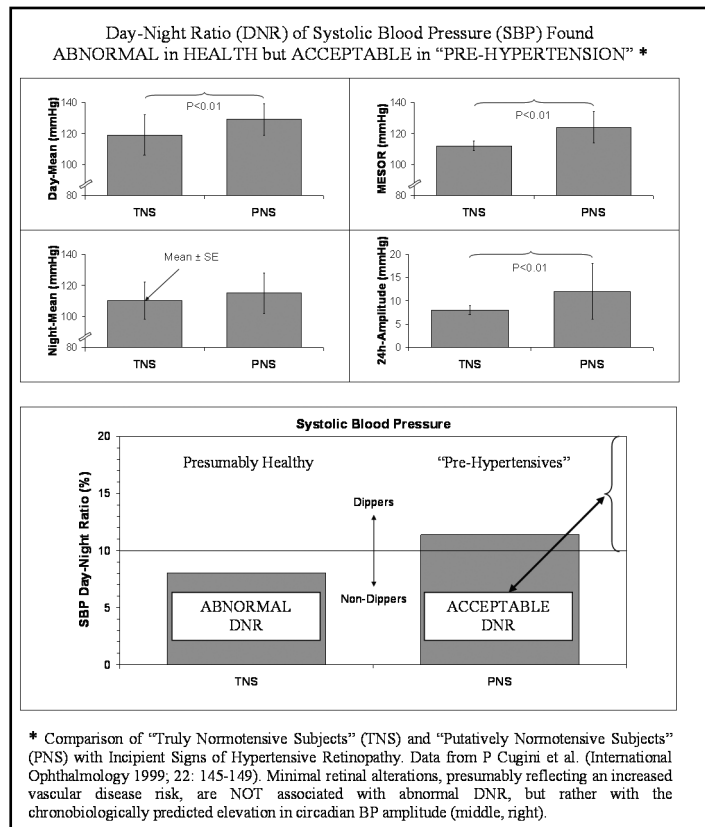 Day-Night Ratio (DNR) of Systolic Blood Pressure (SBP) Found
ABNORMAL in HEALTH but ACCEPTABLE in “PRE-HYPERTENSION” *
Day-Mean (mmHg)
140
120
100
80
P<0.01
TNS
PNS
MESOR (mmHg)
140
120
100
80
P<0.01
TNS
PNS
Night-Mean (mmHg)
140
120
100
80
Mean ± SE
TNS
PNS
24h-Amplitude (mmHg)
20
15
10
5
0
P<0.01
TNS
PNS
Systolic Blood Pressure
SBP Day-Night Ratio (%)
20
15
10
5
0
Presumably Healthy
“Pre-Hypertensives”
Dippers
Non-Dippers
ABNORMAL
DNR
ACCEPTABLE
DNR
TNS
PNS
* Comparison of “Truly Normotensive Subjects” (TNS) and “Putatively Normotensive Subjects”
(PNS) with Incipient Signs of Hypertensive Retinopathy. Data from P Cugini et al. (International
Ophthalmology 1999; 22: 145-149). Minimal retinal alterations, presumably reflecting an increased
vascular disease risk, are NOT associated with abnormal DNR, but rather with the
chronobiologically predicted elevation in circadian BP amplitude (middle, right).